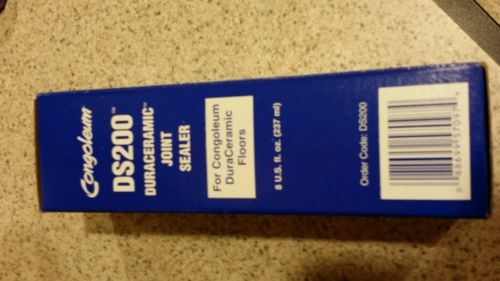 Congoleum
DS200™
DURACERAMIC™
JOINT
SEALER
For Congoleum
DuraCeramic
Floors
8 U.S. fl. oz. (237 ml)
Order Code: DS200